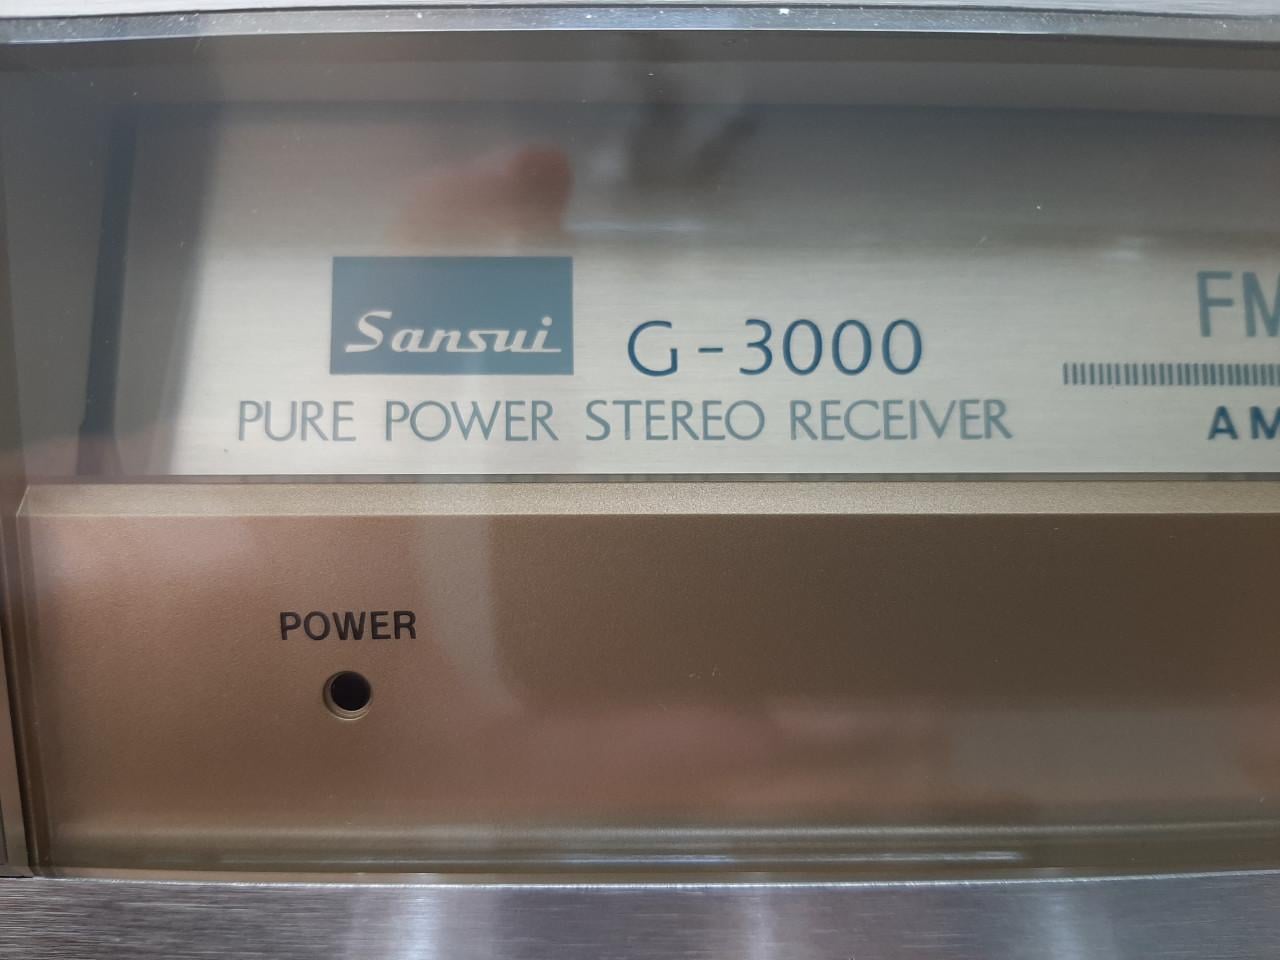 Sansui G-3000
PURE POWER STEREO RECEIVER
FM
AM
POWER